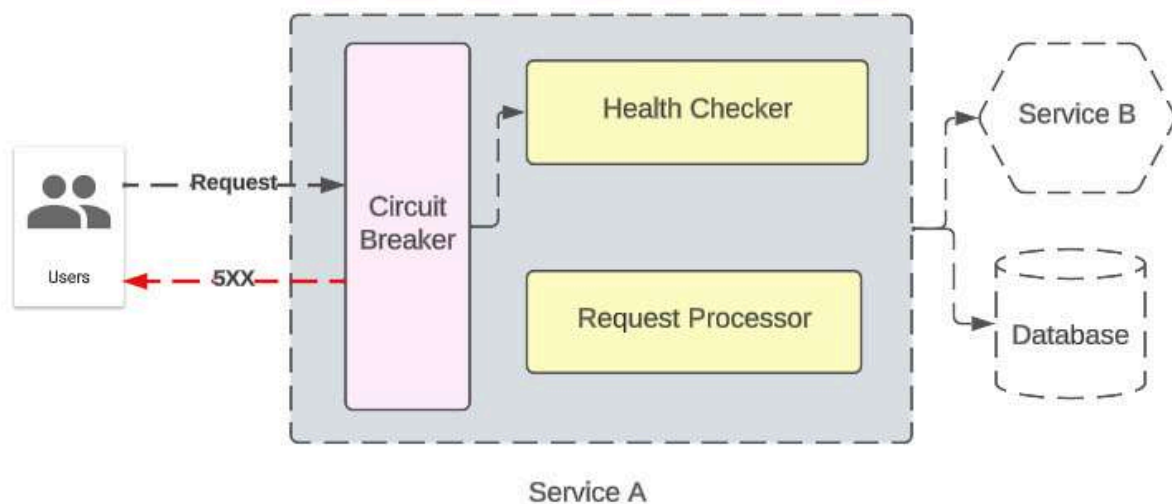 Health Checker
Service B
Request
Circuit
Breaker
Users
5XX
Request Processor
Database
Service A